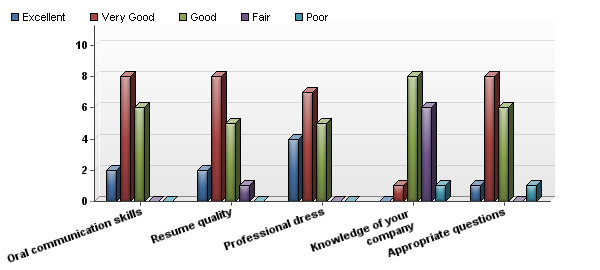 Excellent Very Good Good Fair Poor
10
8
6
4
2
0
Oral communication skills
Resume quality
Professional dress
Knowledge of your
company
Appropriate questions